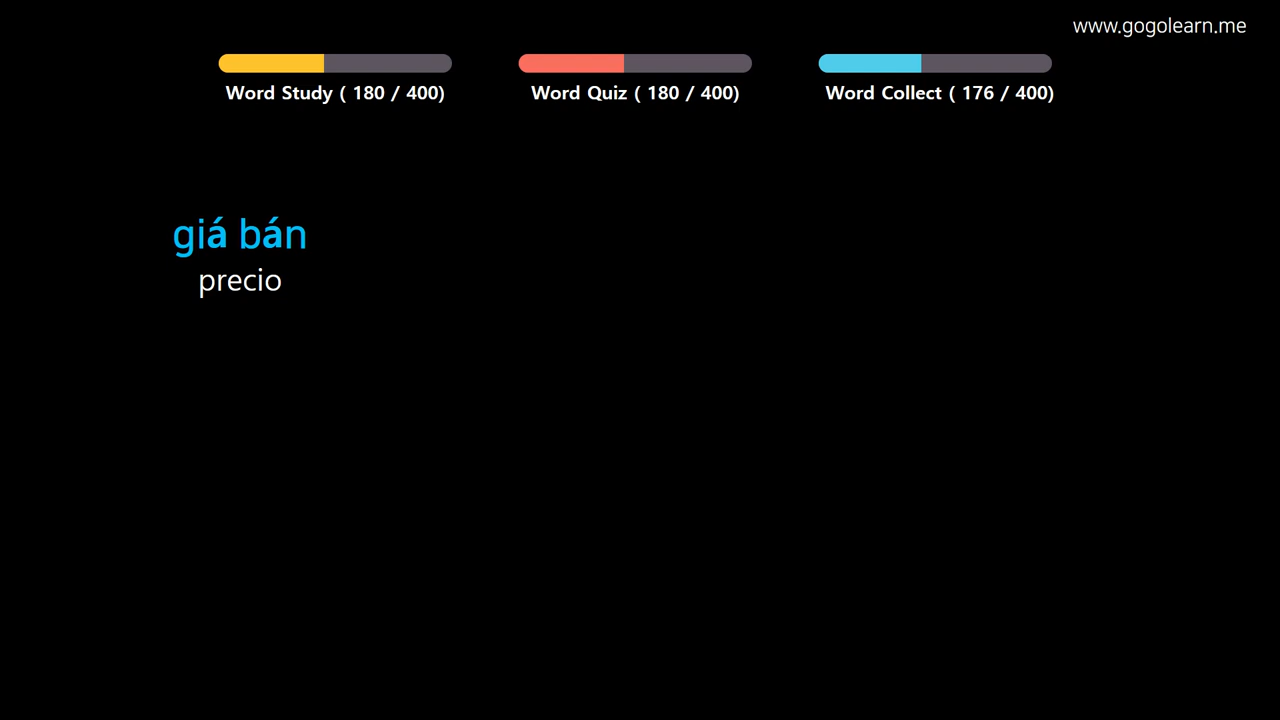 www.gogolearn.me
Word Study ( 180 / 400)
Word Quiz ( 180 / 400)
Word Collect ( 176 / 400)
giá bán
precio